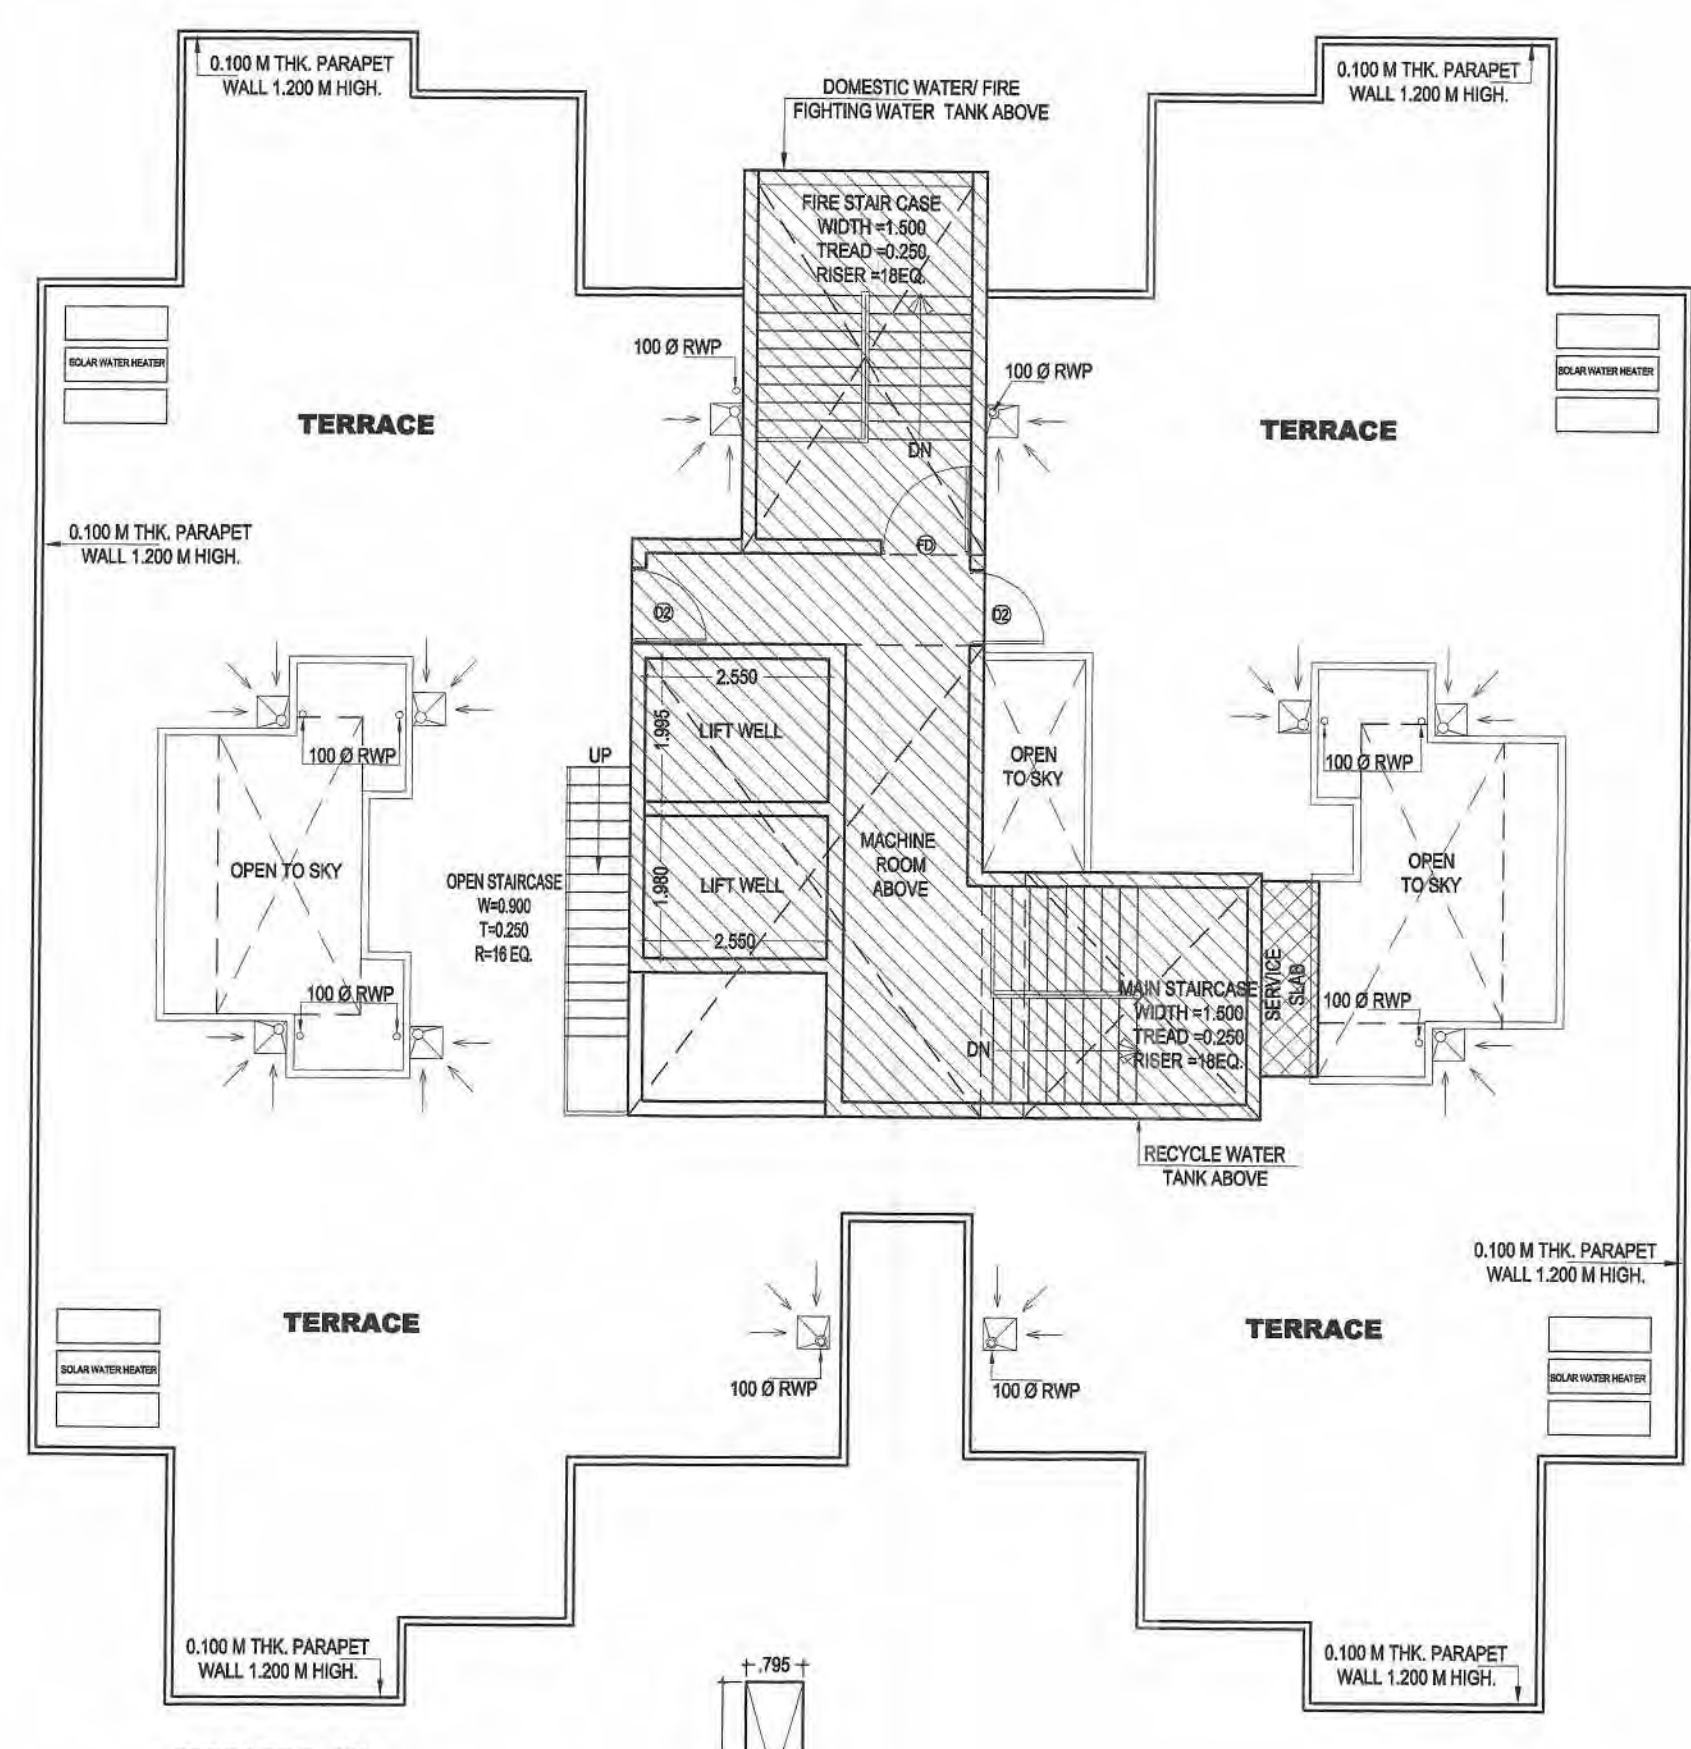 0.100 M THK. PARAPET
WALL 1.200 M HIGH.
DOMESTIC WATER/ FIRE
FIGHTING WATER TANK ABOVE
0.100 M THK. PARAPET
WALL 1.200 M HIGH.
FIRE STAIR CASE
WIDTH =1.500
TREAD =0.250
RISER =18EQ.
SOLAR WATER HEATER
100 Ø RWP
100 Ø RWP
SOLAR WATER HEATER
TERRACE
TERRACE
DN
0.100 M THK. PARAPET
WALL 1.200 M HIGH.
FD
D2
D2
2.550
1.995
LIFT WELL
UP
100 Ø RWP
OPEN
TO SKY
100 Ø RWP
MACHINE
ROOM
ABOVE
OPEN TO SKY
OPEN
TO SKY
OPEN STAIRCASE
W=0.900
T=0.250
R=16 EQ.
1.980
LIFT WELL
2.550
100 Ø RWP
MAIN STAIRCASE
WIDTH =1.500
TREAD =0.250
RISER =18EQ.
DN
SERVICE
SLAB
100 Ø RWP
RECYCLE WATER
TANK ABOVE
0.100 M THK. PARAPET
WALL 1.200 M HIGH.
TERRACE
TERRACE
SOLAR WATER HEATER
100 Ø RWP
100 Ø RWP
SOLAR WATER HEATER
0.100 M THK. PARAPET
WALL 1.200 M HIGH.
.795
0.100 M THK. PARAPET
WALL 1.200 M HIGH.